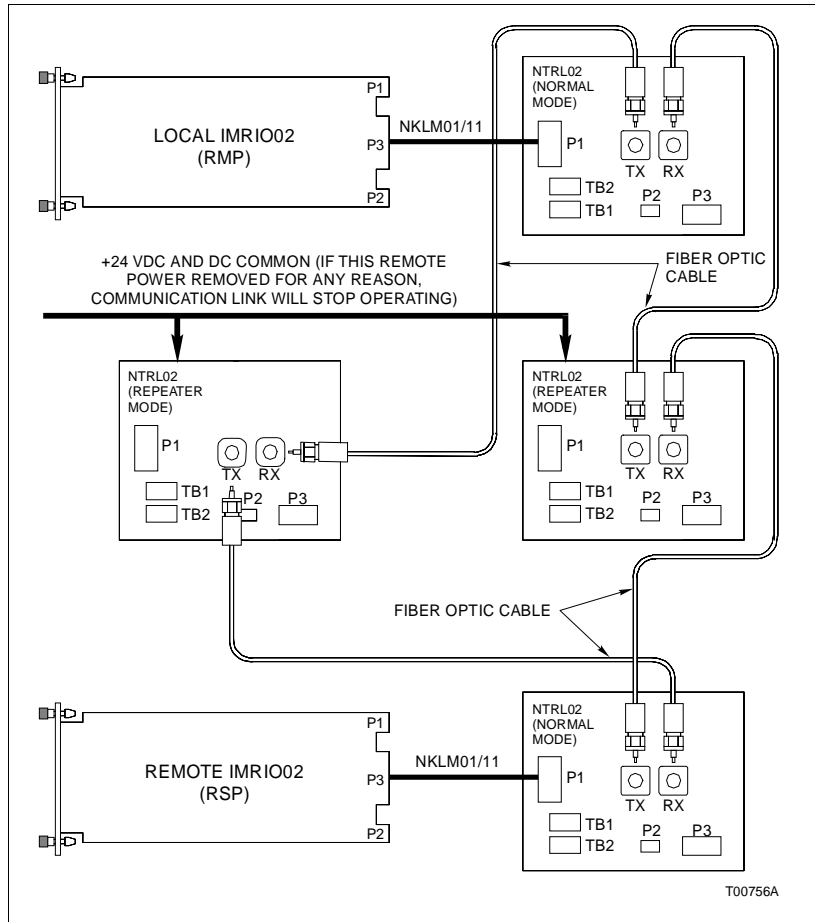 NTRL02
(NORMAL
MODE)
P1
TX RX
TB2
TB1
P2 P3
P1
LOCAL IMRIO02
(RMP)
P3
P2
NKLM01/11
+24 VDC AND DC COMMON (IF THIS REMOTE
POWER REMOVED FOR ANY REASON,
COMMUNICATION LINK WILL STOP OPERATING)
FIBER OPTIC
CABLE
NTRL02
(REPEATER
MODE)
P1
TX RX
TB1
TB2
P2 P3
NTRL02
(REPEATER
MODE)
P1
TX RX
TB1
TB2
P2 P3
FIBER OPTIC CABLE
P1
REMOTE IMRIO02
(RSP)
P3
P2
NKLM01/11
NTRL02
(NORMAL
MODE)
P1
TX RX
TB1
TB2
P2 P3
T00756A